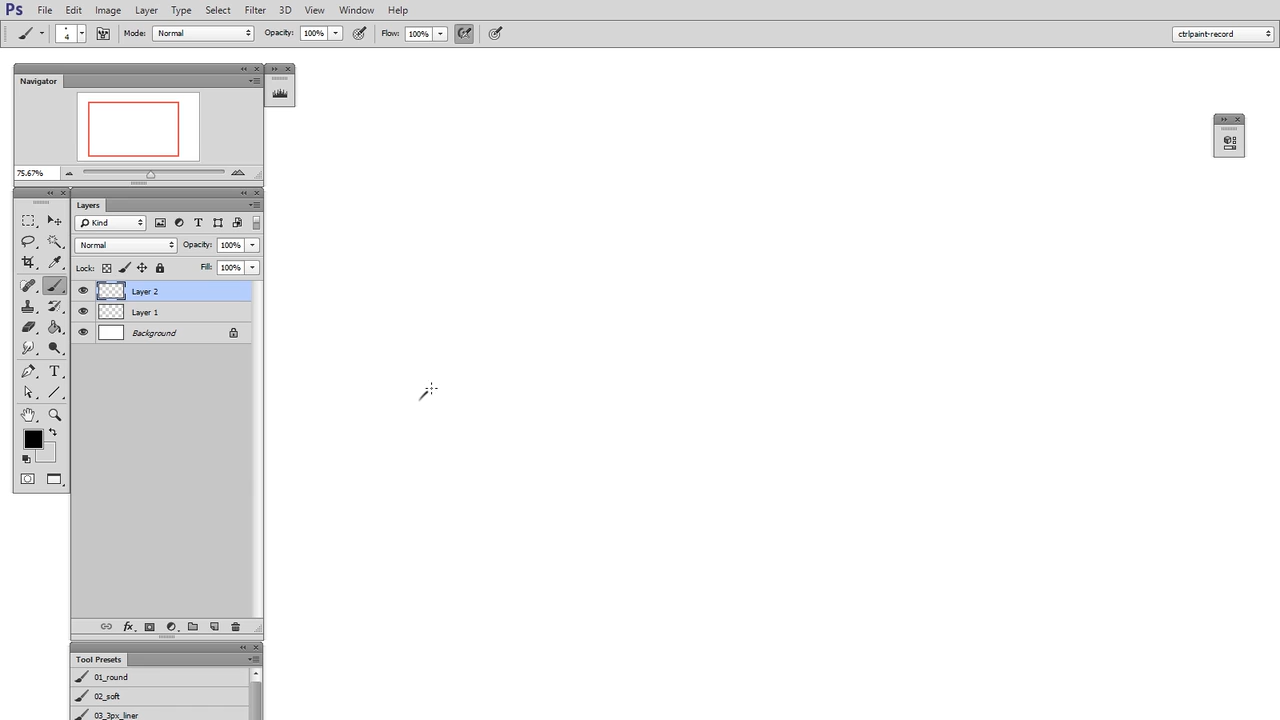 Ps File Edit Image Layer Type Select Filter 3D View Window Help
4 Mode: Normal Opacity: 100% Flow: 100% ctrlpaint-record
Navigator
75.67%
Layers
Kind
Normal Opacity: 100%
Lock: Fill: 100%
Layer 2
Layer 1
Background
Tool Presets
01_round
02_soft
03_3px_liner